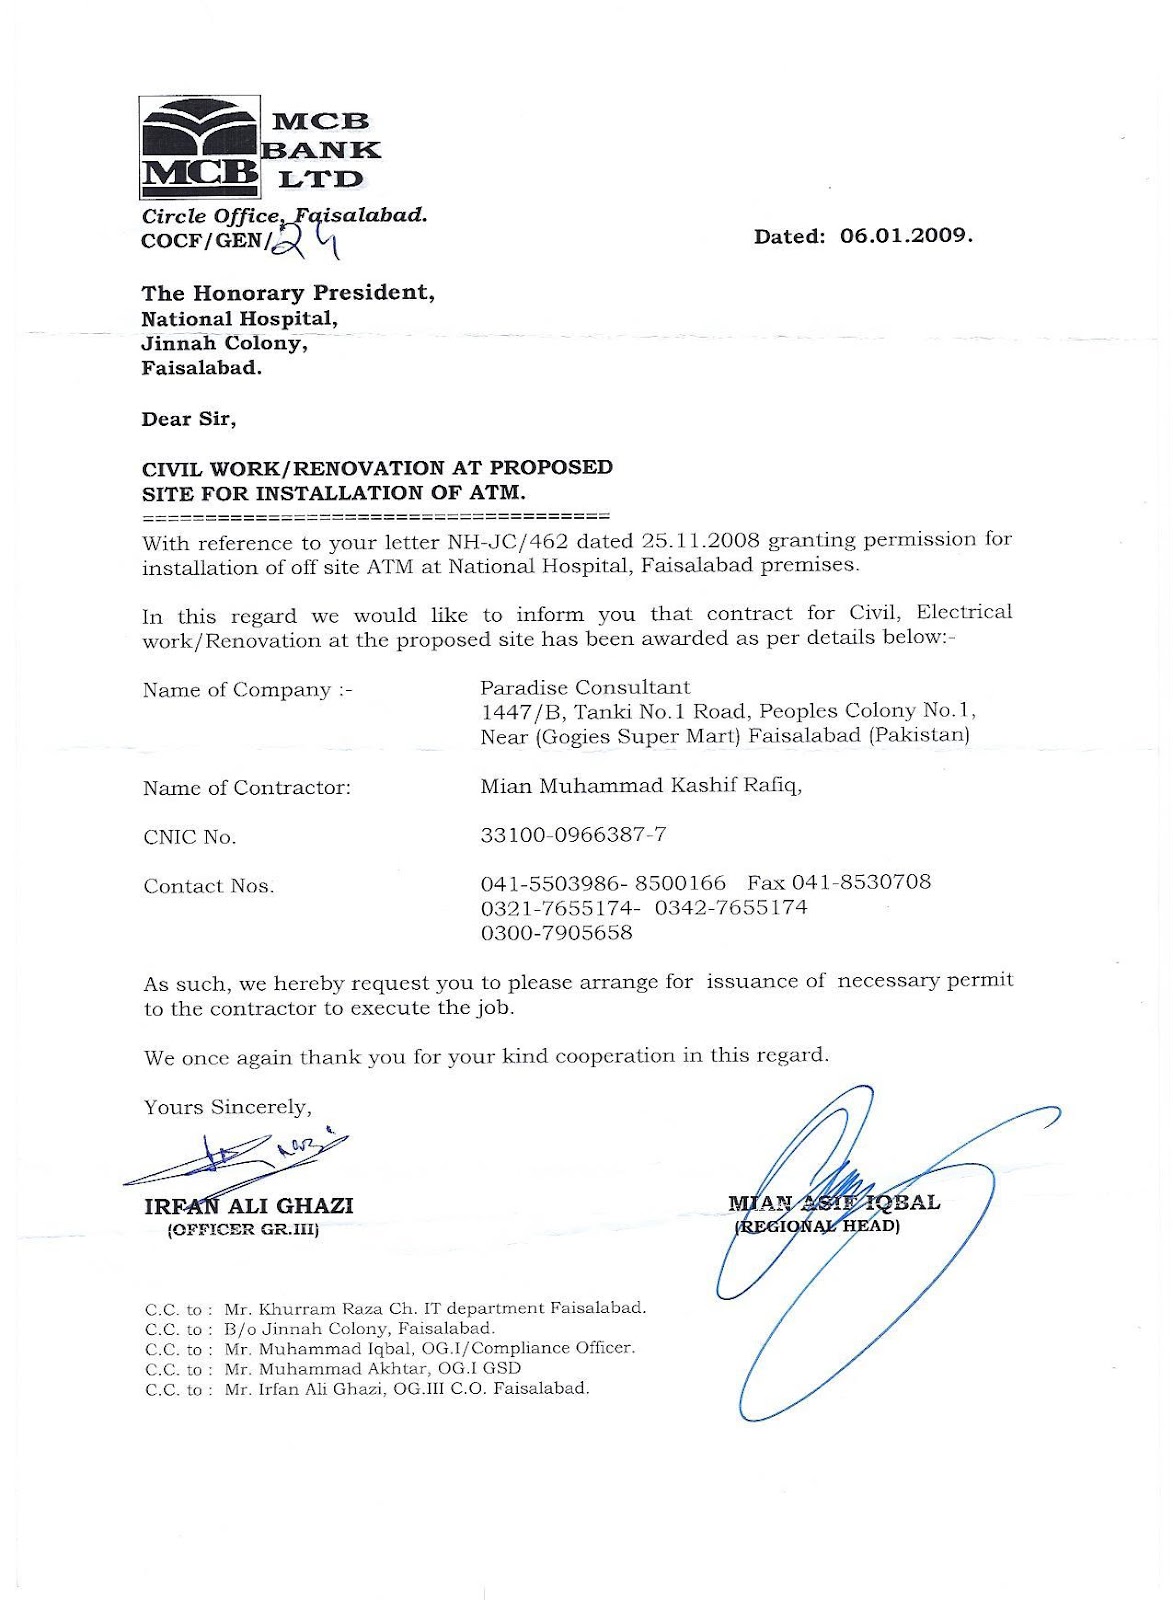 MCB
BANK
MCB LTD
Circle Office, Faisalabad.
COCF/GEN/24
Dated: 06.01.2009.
The Honorary President,
National Hospital,
Jinnah Colony,
Faisalabad.
Dear Sir,
CIVIL WORK/RENOVATION AT PROPOSED
SITE FOR INSTALLATION OF ATM.
=====================================
With reference to your letter NH-JC/462 dated 25.11.2008 granting permission for
installation of off site ATM at National Hospital, Faisalabad premises.
In this regard we would like to inform you that contract for Civil, Electrical
work/Renovation at the proposed site has been awarded as per details below:-
Name of Company :- Paradise Consultant
1447/B, Tanki No.1 Road, Peoples Colony No.1,
Near (Gogies Super Mart) Faisalabad (Pakistan)
Name of Contractor: Mian Muhammad Kashif Rafiq,
CNIC No. 33100-0966387-7
Contact Nos. 041-5503986- 8500166 Fax 041-8530708
0321-7655174- 0342-7655174
0300-7905658
As such, we hereby request you to please arrange for issuance of necessary permit
to the contractor to execute the job.
We once again thank you for your kind cooperation in this regard.
Yours Sincerely,
IRFAN ALI GHAZI MIAN ASIF IQBAL
(OFFICER GR.III) (REGIONAL HEAD)
C.C. to : Mr. Khurram Raza Ch. IT department Faisalabad.
C.C. to : B/o Jinnah Colony, Faisalabad.
C.C. to : Mr. Muhammad Iqbal, OG.I/Compliance Officer.
C.C. to : Mr. Muhammad Akhtar, OG.I GSD
C.C. to : Mr. Irfan Ali Ghazi, OG.III C.O. Faisalabad.